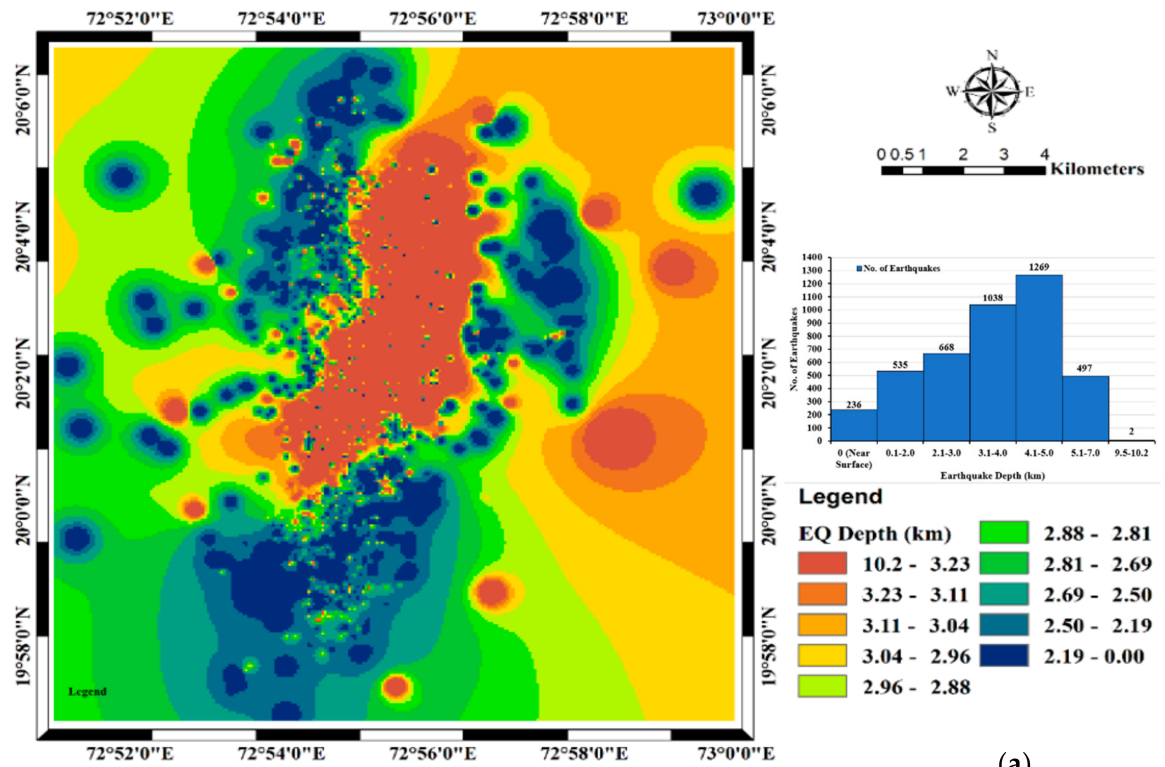 72°52'0"E 72°54'0"E 72°56'0"E 72°58'0"E 73°0'0"E
20°6'0"N
20°4'0"N
20°2'0"N
20°0'0"N
19°58'0"N
Legend
72°52'0"E 72°54'0"E 72°56'0"E 72°58'0"E 73°0'0"E
20°6'0"N
20°4'0"N
20°2'0"N
20°0'0"N
19°58'0"N
N
W E
S
0 0.5 1 2 3 4
Kilometers
No. of Earthquakes
No. of Earthquakes
1400
1300
1200
1100
1000
900
800
700
600
500
400
300
200
100
0
236 535 668 1038 1269 497 2
0 (Near Surface) 0.1-2.0 2.1-3.0 3.1-4.0 4.1-5.0 5.1-7.0 9.5-10.2
Earthquake Depth (km)
Legend
EQ Depth (km)
10.2 - 3.23
3.23 - 3.11
3.11 - 3.04
3.04 - 2.96
2.96 - 2.88
2.88 - 2.81
2.81 - 2.69
2.69 - 2.50
2.50 - 2.19
2.19 - 0.00
(a)